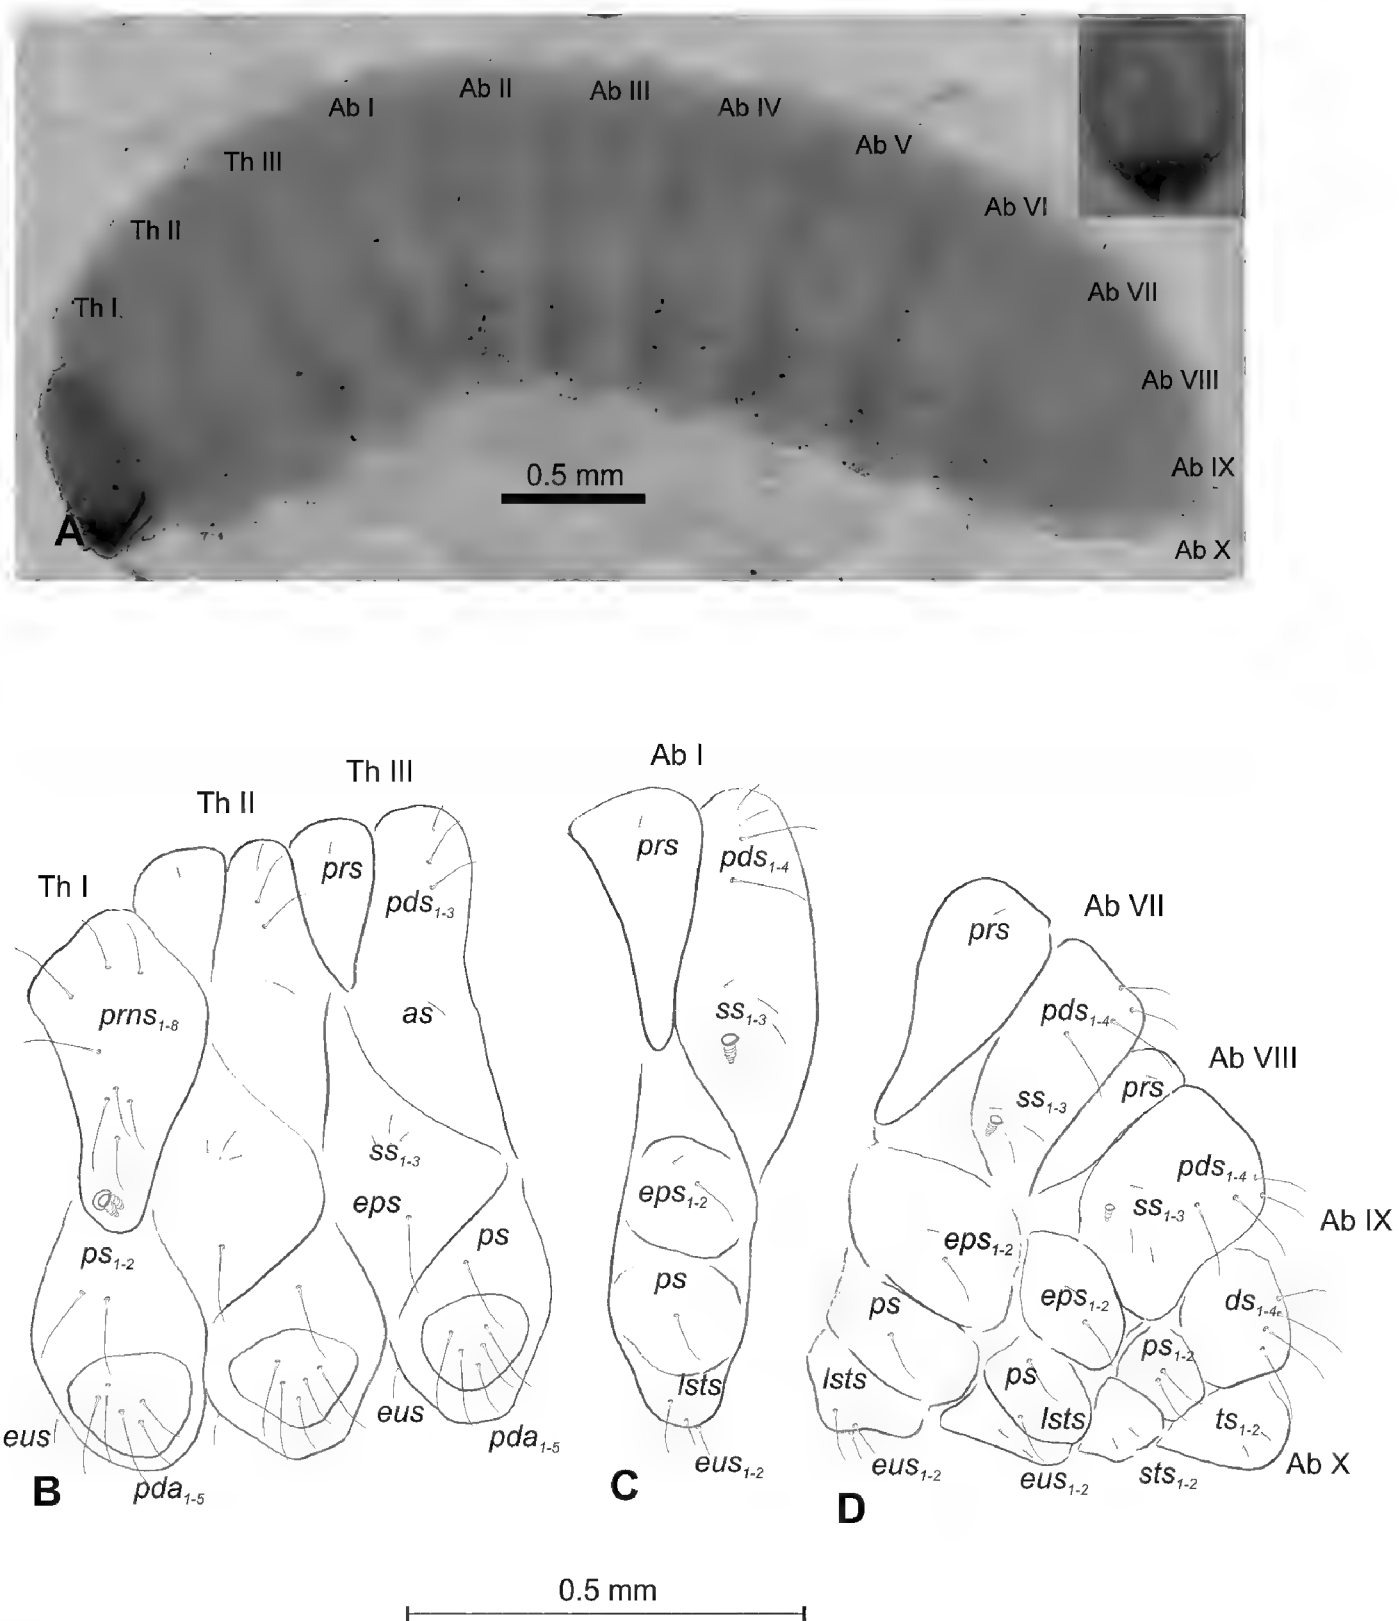 Ab I
Ab II
Ab III
Ab IV
Ab V
Ab VI
Ab VII
Ab VIII
Ab IX
Ab X
Th III
Th II
Th I
0.5 mm
A
Th I
Th II
Th III
prs
pds1-3
prns1-8
as
ss1-3
eps
ps
ps1-2
eus
pda1-5
eus
pda1-5
B
Ab I
prs
pds1-4
ss1-3
eps1-2
ps
lsts
eus1-2
C
Ab VII
prs
pds1-4
ss1-3
Ab VIII
prs
pds1-4
ss1-3
Ab IX
eps1-2
eps1-2
ds1-4
ps
ps1-2
lsts
ps
lsts
ts1-2
Ab X
eus1-2
eus1-2
sts1-2
D
0.5 mm